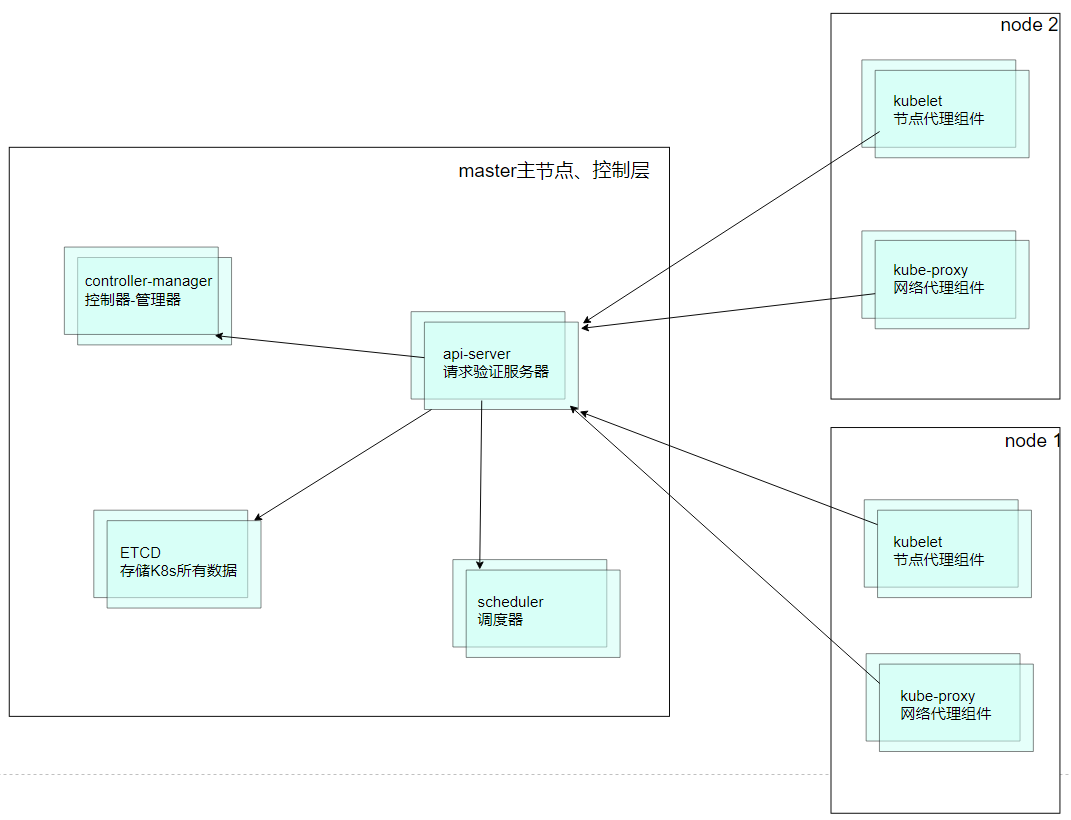 node 2
kubelet
节点代理组件
kube-proxy
网络代理组件
master主节点、控制层
controller-manager
控制器-管理器
api-server
请求验证服务器
ETCD
存储K8s所有数据
scheduler
调度器
node 1
kubelet
节点代理组件
kube-proxy
网络代理组件